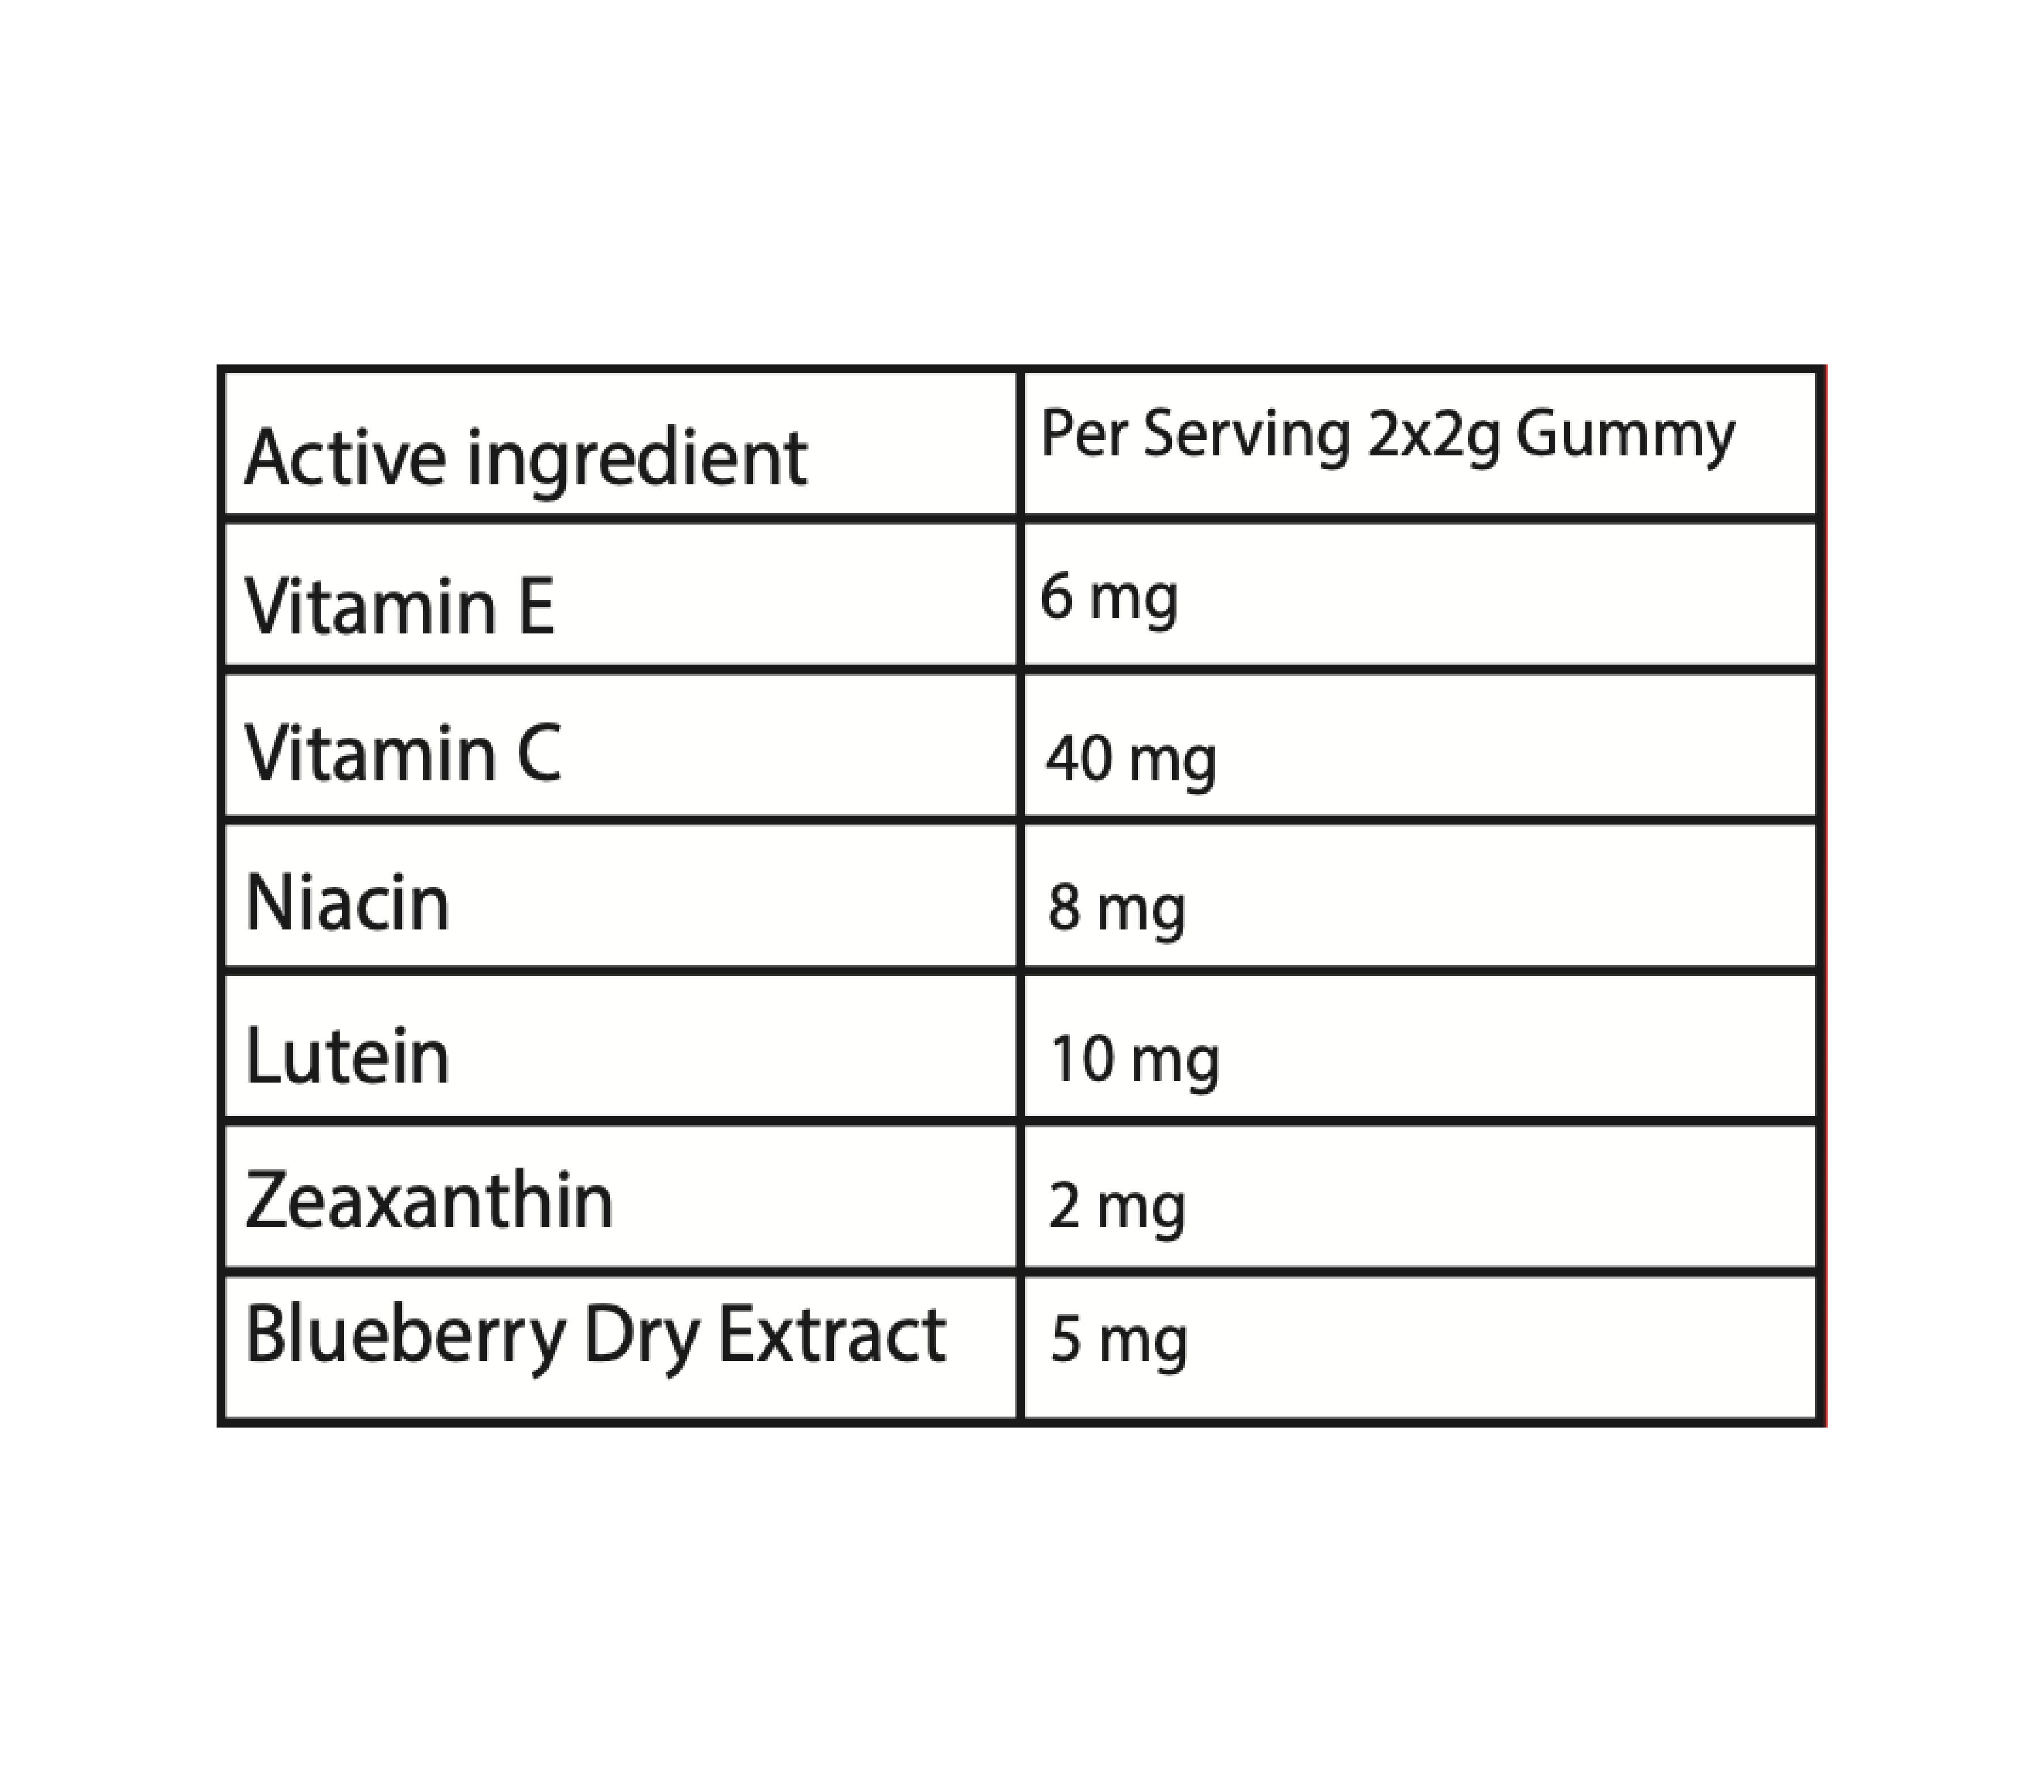 Active ingredient
Per Serving 2x2g Gummy
Vitamin E
6 mg
Vitamin C
40 mg
Niacin
8 mg
Lutein
10 mg
Zeaxanthin
2 mg
Blueberry Dry Extract
5 mg